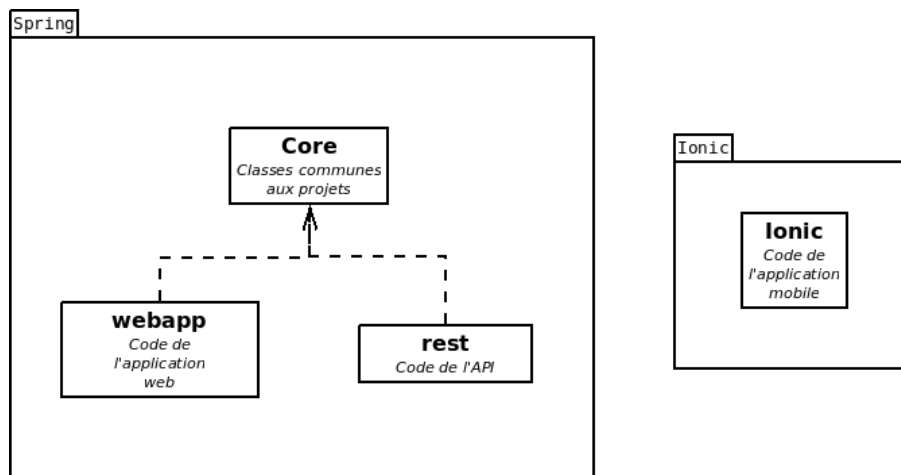 Spring
Core
Classes communes
aux projets
webapp
Code de
l'application
web
rest
Code de l'API
Ionic
Ionic
Code de
l'application
mobile